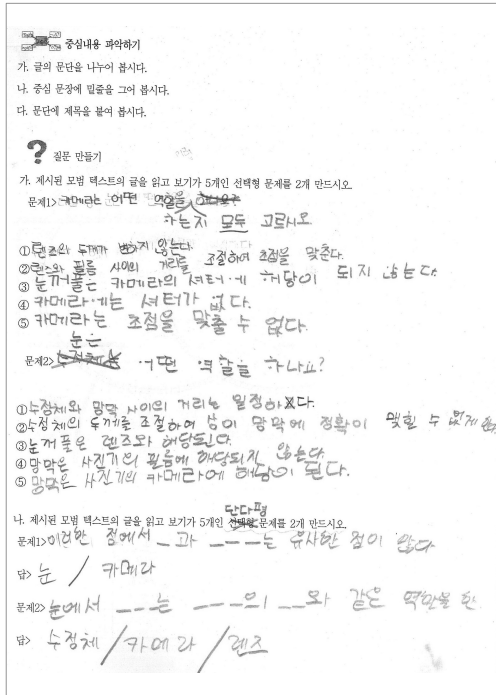 중심내용 파악하기
가. 글의 문단을 나누어 봅시다.
나. 중심 문장에 밑줄을 그어 봅시다.
다. 문단에 제목을 붙여 봅시다.
? 질문 만들기
가. 제시된 모범 텍스트의 글을 읽고 보기가 5개인 선택형 문제를 2개 만드시오.
문제1> 카메라는 어떤 역할을 하나요?
하는지 모두 고르시오
① 렌즈의 두께가 변하지 않는다.
② 렌즈와 필름 사이의 거리를 조절하여 초점을 맞춘다.
③ 눈꺼풀은 카메라의 셔터에 해당이 되지 않는다.
④ 카메라에는 셔터가 없다.
⑤ 카메라는 초점을 맞출 수 없다.
눈은
문제2> 수정체는 어떤 역할을 하나요?
① 수정체와 망막 사이의 거리는 일정하다.
② 수정체의 두께를 조절하여 상이 망막에 정확이 맺힐 수 없게 한다.
③ 눈꺼풀은 렌즈와 해당된다.
④ 망막은 사진기의 필름에 해당되지 않는다.
⑤ 망막은 사진기의 카메라에 해당이 된다.
단답형
나. 제시된 모범 텍스트의 글을 읽고 보기가 5개인 선택형 문제를 2개 만드시오.
문제1> 이러한 점에서 _과 ___는 유사한 점이 많다
답> 눈 / 카메라
문제2> 눈에서 ___는 ___의 __와 같은 역할을 한
답> 수정체 / 카메라 / 렌즈